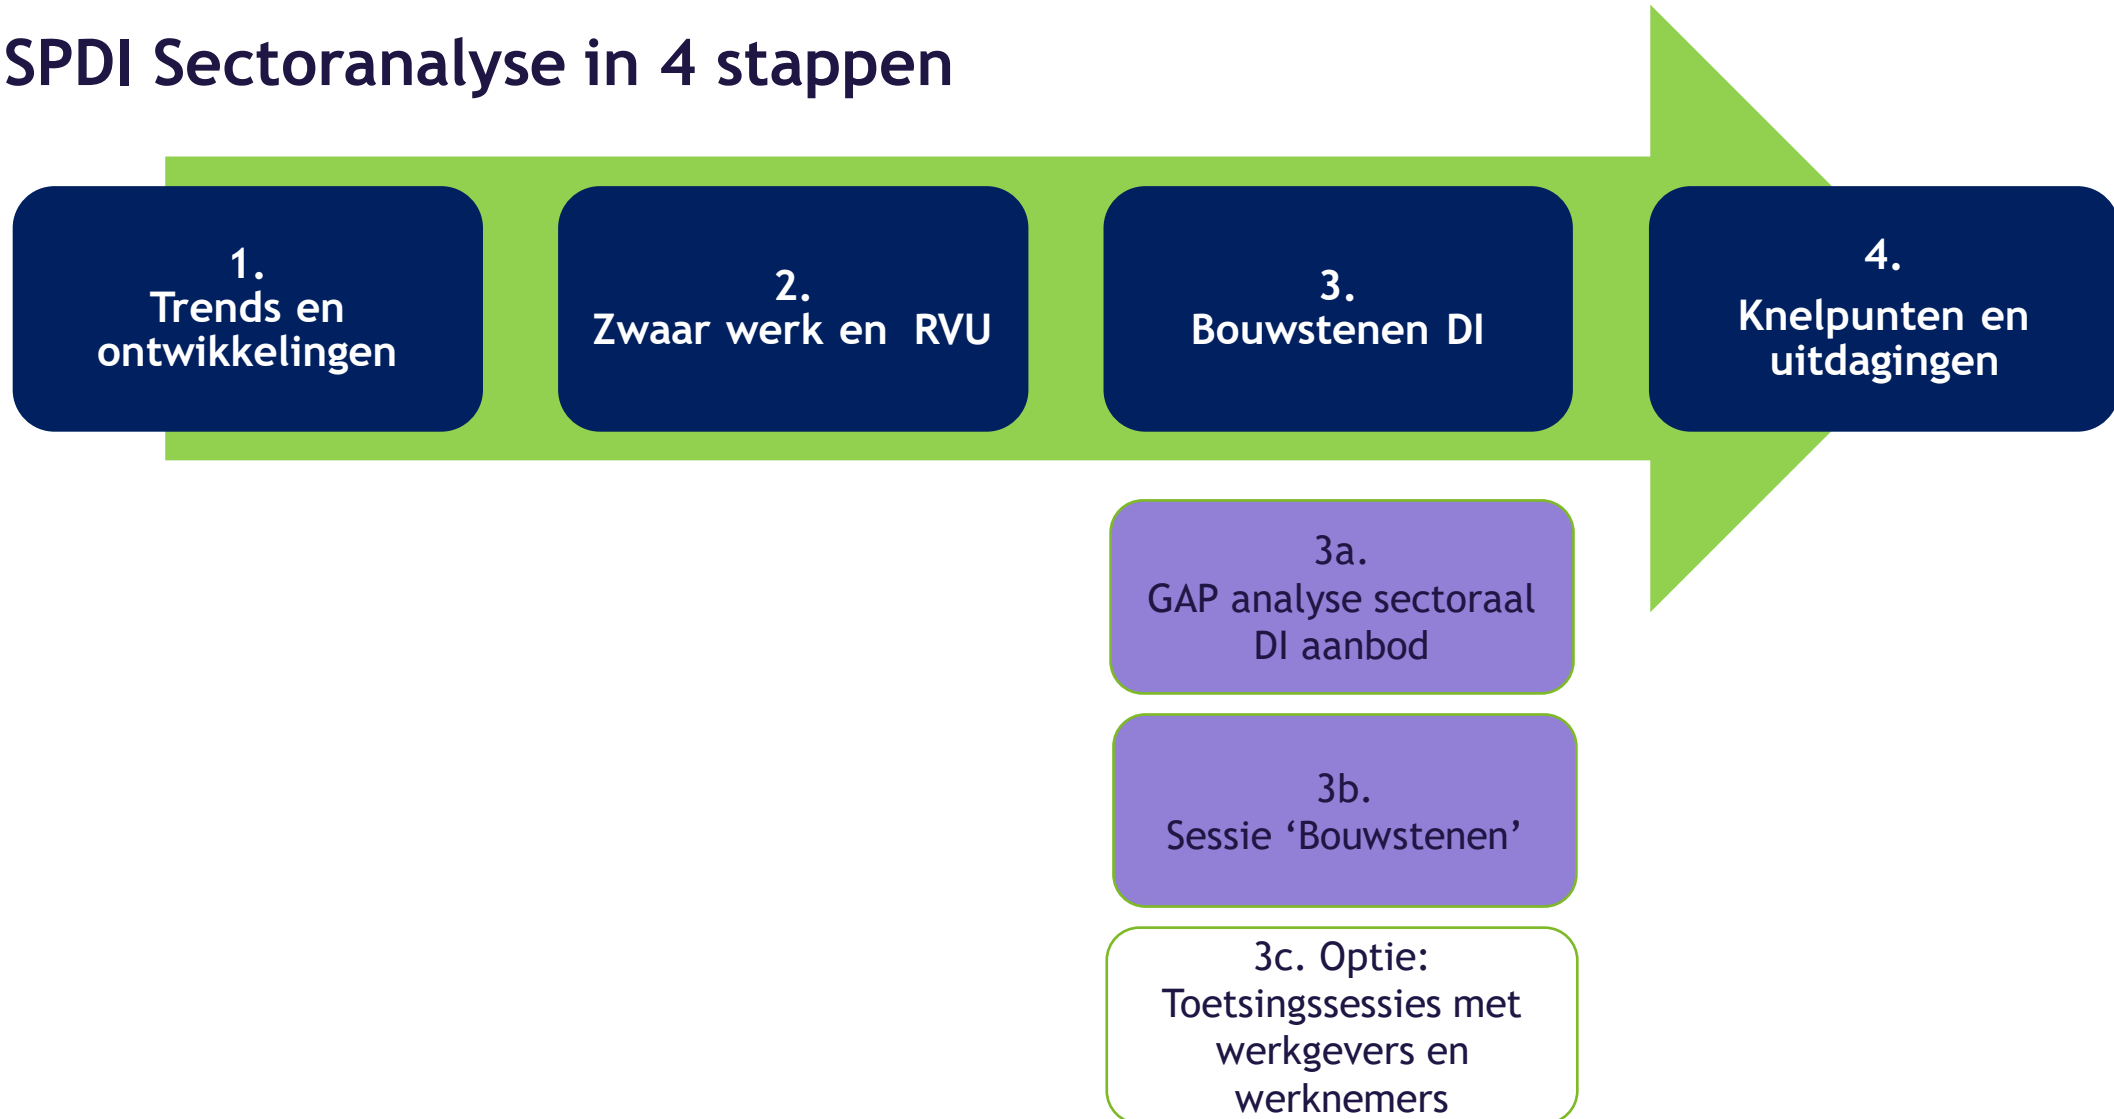 SPDI Sectoranalyse in 4 stappen
1.
Trends en
ontwikkelingen
2.
Zwaar werk en RVU
3.
Bouwstenen DI
4.
Knelpunten en
uitdagingen
3a.
GAP analyse sectoraal
DI aanbod
3b.
Sessie ‘Bouwstenen’
3c. Optie:
Toetsingssessies met
werkgevers en
werknemers